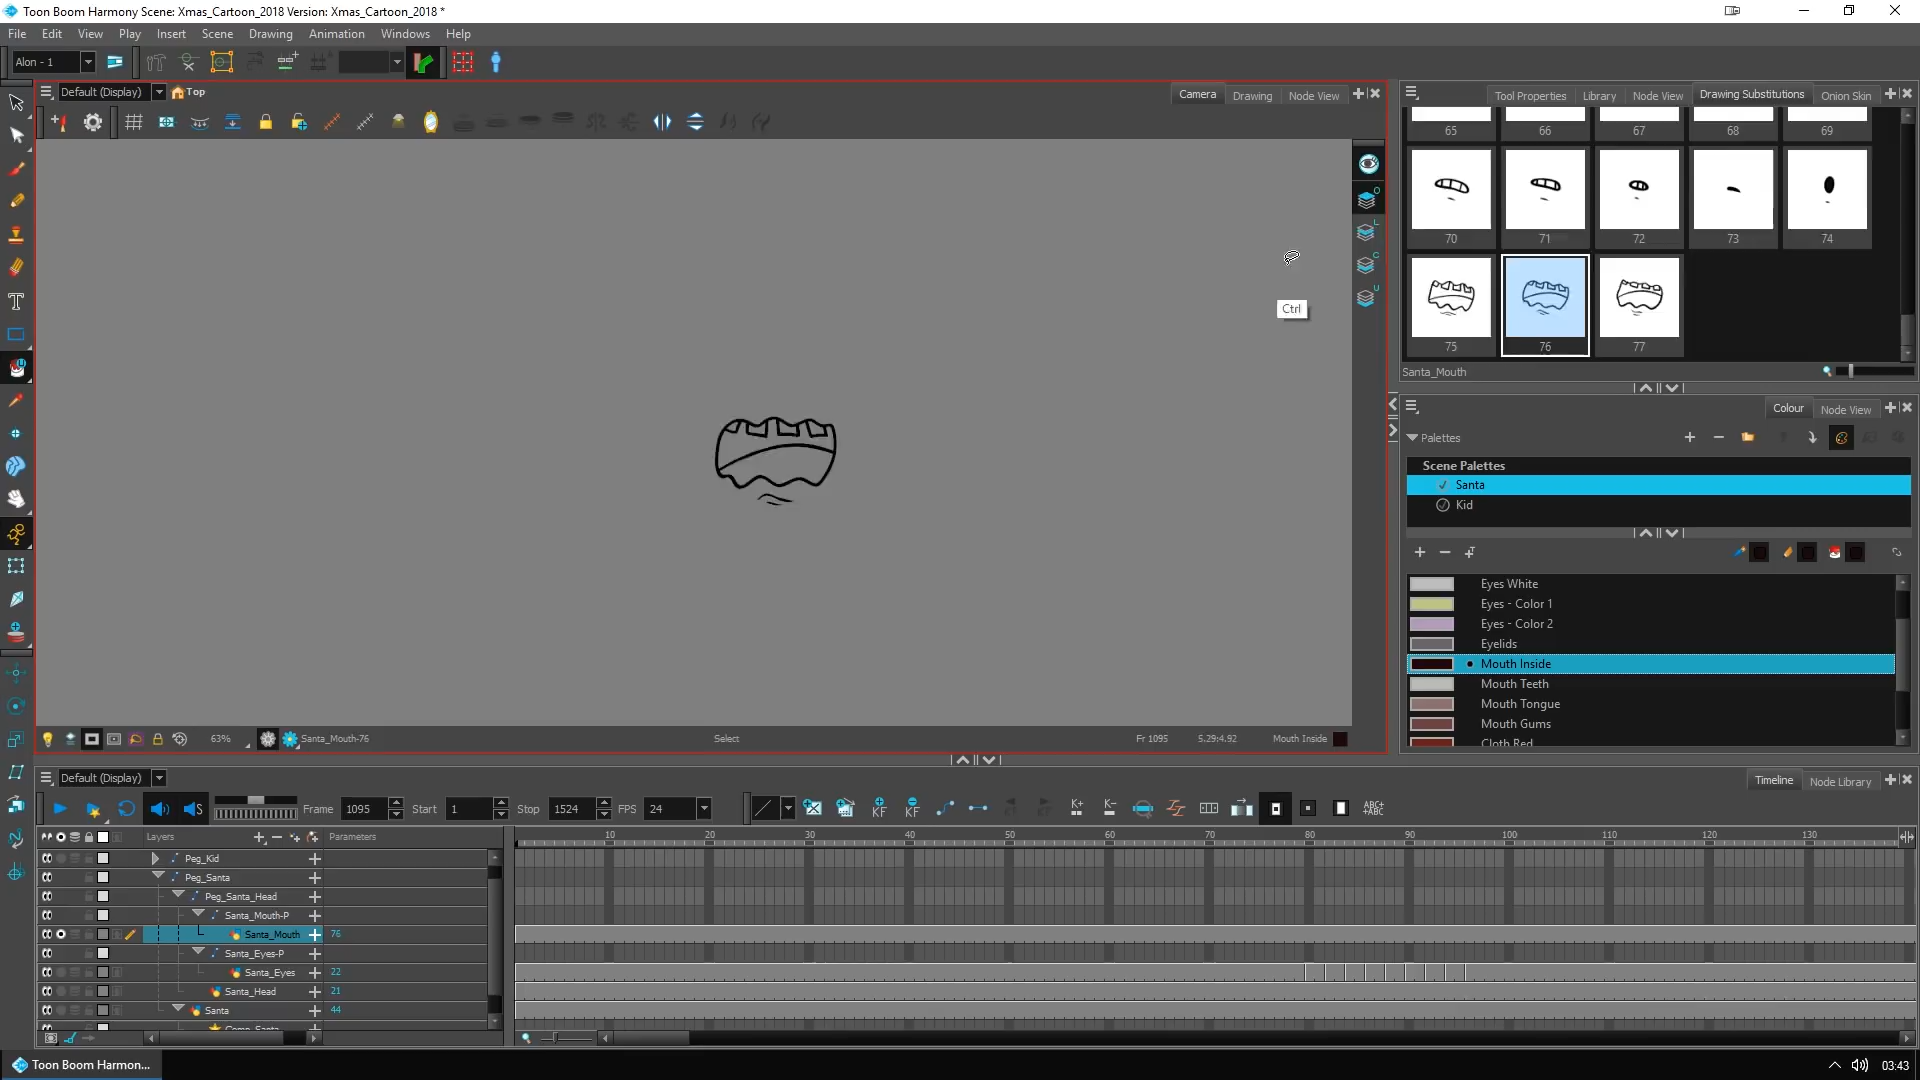 Toon Boom Harmony Scene: Xmas_Cartoon_2018 Version: Xmas_Cartoon_2018 *
File Edit View Play Insert Scene Drawing Animation Windows Help
Alon - 1
Default (Display) Top
Camera Drawing Node View
Tool Properties Library Node View Drawing Substitutions Onion Skin
65 66 67 68 69
70 71 72 73 74
75 76 77
Ctrl
Santa_Mouth
Colour Node View
Palettes
Scene Palettes
Santa
Kid
Eyes White
Eyes - Color 1
Eyes - Color 2
Eyelids
Mouth Inside
Mouth Teeth
Mouth Tongue
Mouth Gums
Cloth Red
63% Santa_Mouth-76 Select Fr 1095 5.29:4.92 Mouth Inside
Default (Display)
Timeline Node Library
Frame 1095 Start 1 Stop 1524 FPS 24
KF KF K+ K- ABC+ +ABC
Layers Parameters
10 20 30 40 50 60 70 80 90 100 110 120 130
Peg_Kid
Peg_Santa
Peg_Santa_Head
Santa_Mouth-P
Santa_Mouth 76
Santa_Eyes-P
Santa_Eyes 22
Santa_Head 21
Santa 44
Comp_Santa
Toon Boom Harmon... 03:43